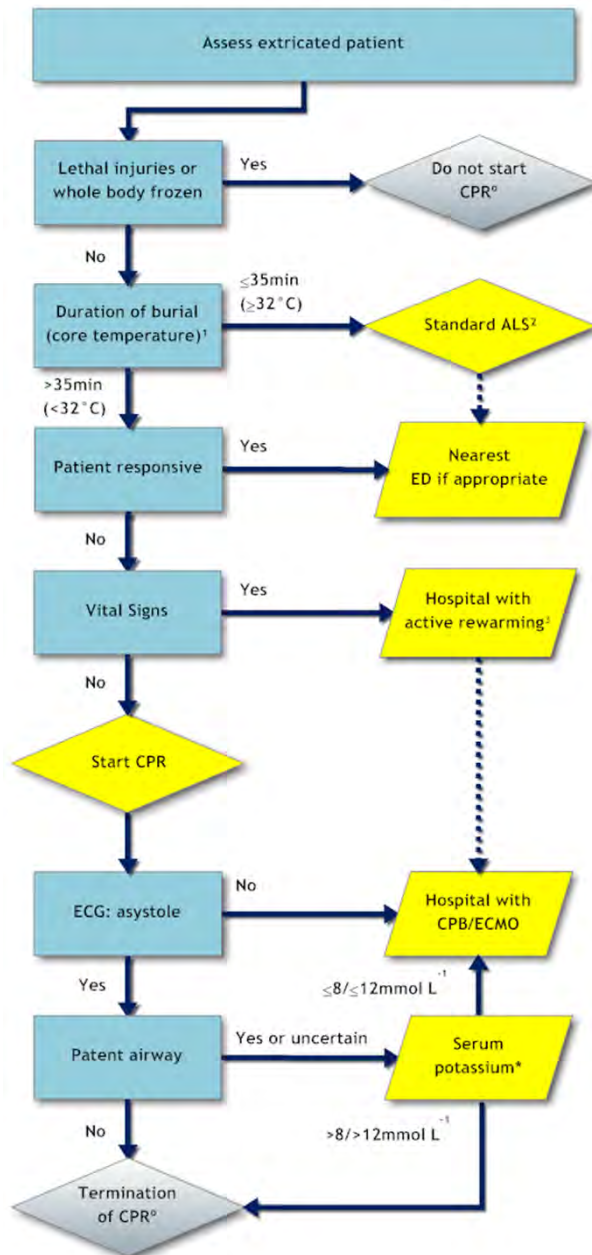 Assess extricated patient
Lethal injuries or
whole body frozen
Yes
Do not start
CPRº
No
Duration of burial
(core temperature)¹
≤35min
(≥32°C)
Standard ALS²
>35min
(<32°C)
Patient responsive
Yes
Nearest
ED if appropriate
No
Vital Signs
Yes
Hospital with
active rewarming³
No
Start CPR
ECG: asystole
No
Hospital with
CPB/ECMO
Yes
≤8/≤12mmol L⁻¹
Patent airway
Yes or uncertain
Serum
potassium*
No
>8/>12mmol L⁻¹
Termination
of CPRº